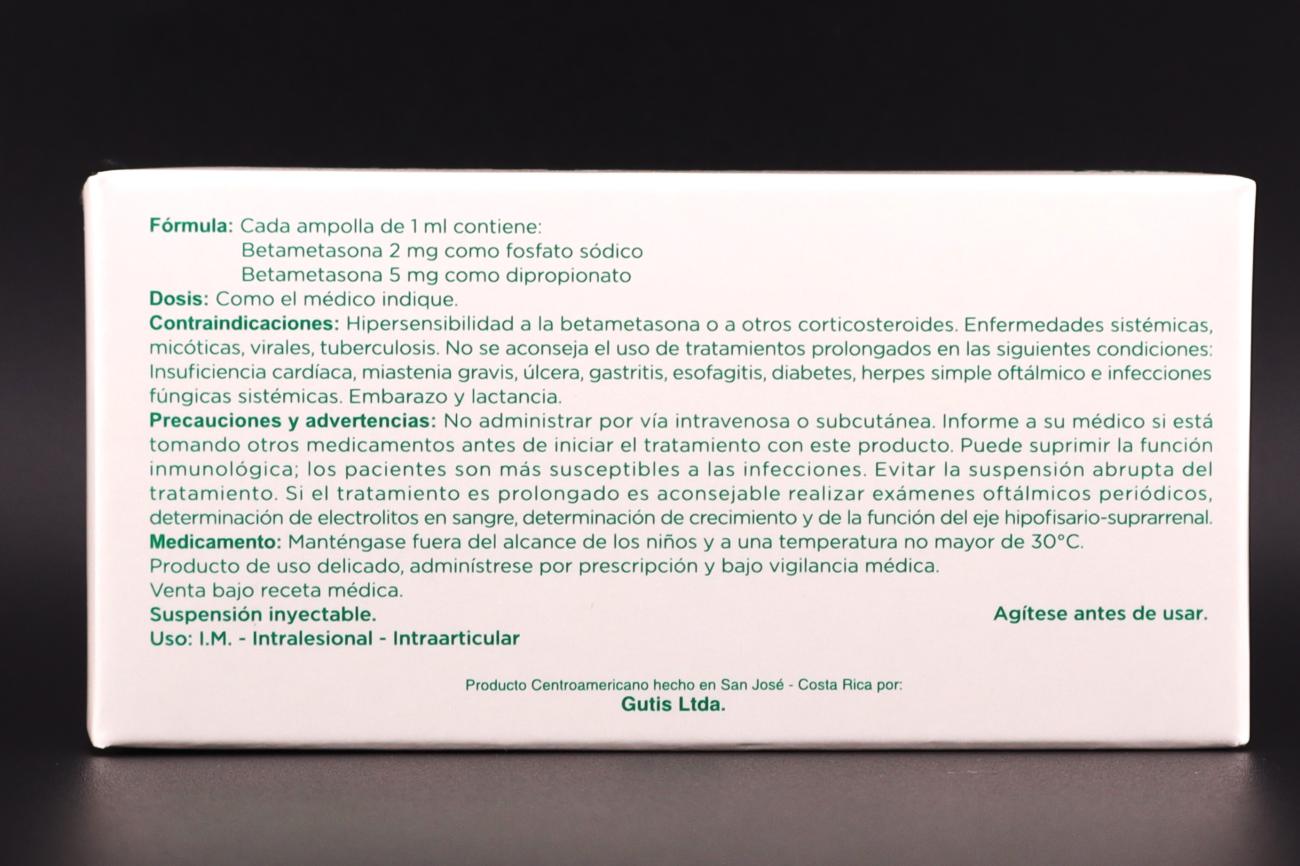 Fórmula: Cada ampolla de 1 ml contiene:
Betametasona 2 mg como fosfato sódico
Betametasona 5 mg como dipropionato
Dosis: Como el médico indique.
Contraindicaciones: Hipersensibilidad a la betametasona o a otros corticosteroides. Enfermedades sistémicas,
micóticas, virales, tuberculosis. No se aconseja el uso de tratamientos prolongados en las siguientes condiciones:
Insuficiencia cardíaca, miastenia gravis, úlcera, gastritis, esofagitis, diabetes, herpes simple oftálmico e infecciones
fúngicas sistémicas. Embarazo y lactancia.
Precauciones y advertencias: No administrar por vía intravenosa o subcutánea. Informe a su médico si está
tomando otros medicamentos antes de iniciar el tratamiento con este producto. Puede suprimir la función
inmunológica; los pacientes son más susceptibles a las infecciones. Evitar la suspensión abrupta del
tratamiento. Si el tratamiento es prolongado es aconsejable realizar exámenes oftálmicos periódicos,
determinación de electrolitos en sangre, determinación de crecimiento y de la función del eje hipofisario-suprarrenal.
Medicamento: Manténgase fuera del alcance de los niños y a una temperatura no mayor de 30°C.
Producto de uso delicado, adminístrese por prescripción y bajo vigilancia médica.
Venta bajo receta médica.
Suspensión inyectable. Agítese antes de usar.
Uso: I.M. - Intralesional - Intraarticular
Producto Centroamericano hecho en San José - Costa Rica por:
Gutis Ltda.